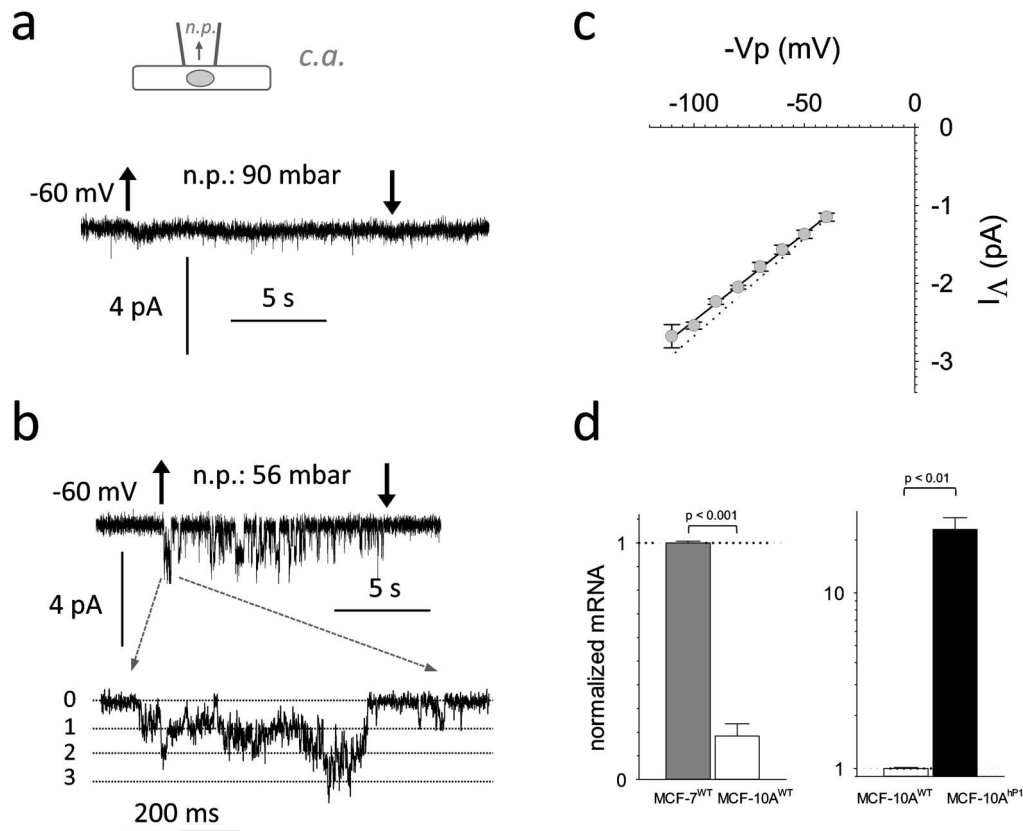 a
n.p.
c.a.
-60 mV
n.p.: 90 mbar
4 pA
5 s
b
-60 mV
n.p.: 56 mbar
4 pA
5 s
0
1
2
3
200 ms
c
-Vp (mV)
-100 -50 0
0
-1
-2
-3
I (pA)
d
normalized mRNA
1
0
p < 0.001
MCF-7WT MCF-10AWT
p < 0.01
10
1
MCF-10AWT MCF-10AhP1